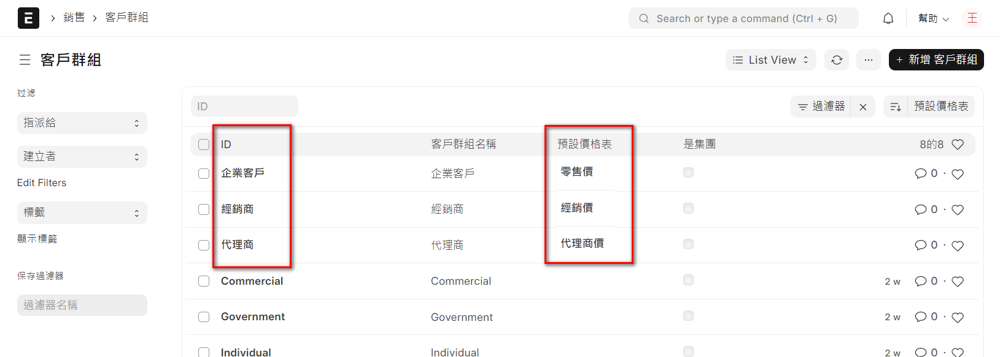 E > 銷售 > 客戶群組
Search or type a command (Ctrl + G)
幫助
王
客戶群組
List View
...
+ 新增 客戶群組
过滤
指派給
建立者
Edit Filters
標籤
顯示標籤
保存過濾器
過濾器名稱
ID
過濾器
預設價格表
ID 客戶群組名稱 預設價格表 是集團 8的8
企業客戶 企業客戶 零售價 0
經銷商 經銷商 經銷價 0
代理商 代理商 代理商價 0
Commercial Commercial 2 w 0
Government Government 2 w 0
Individual Individual 2 w 0